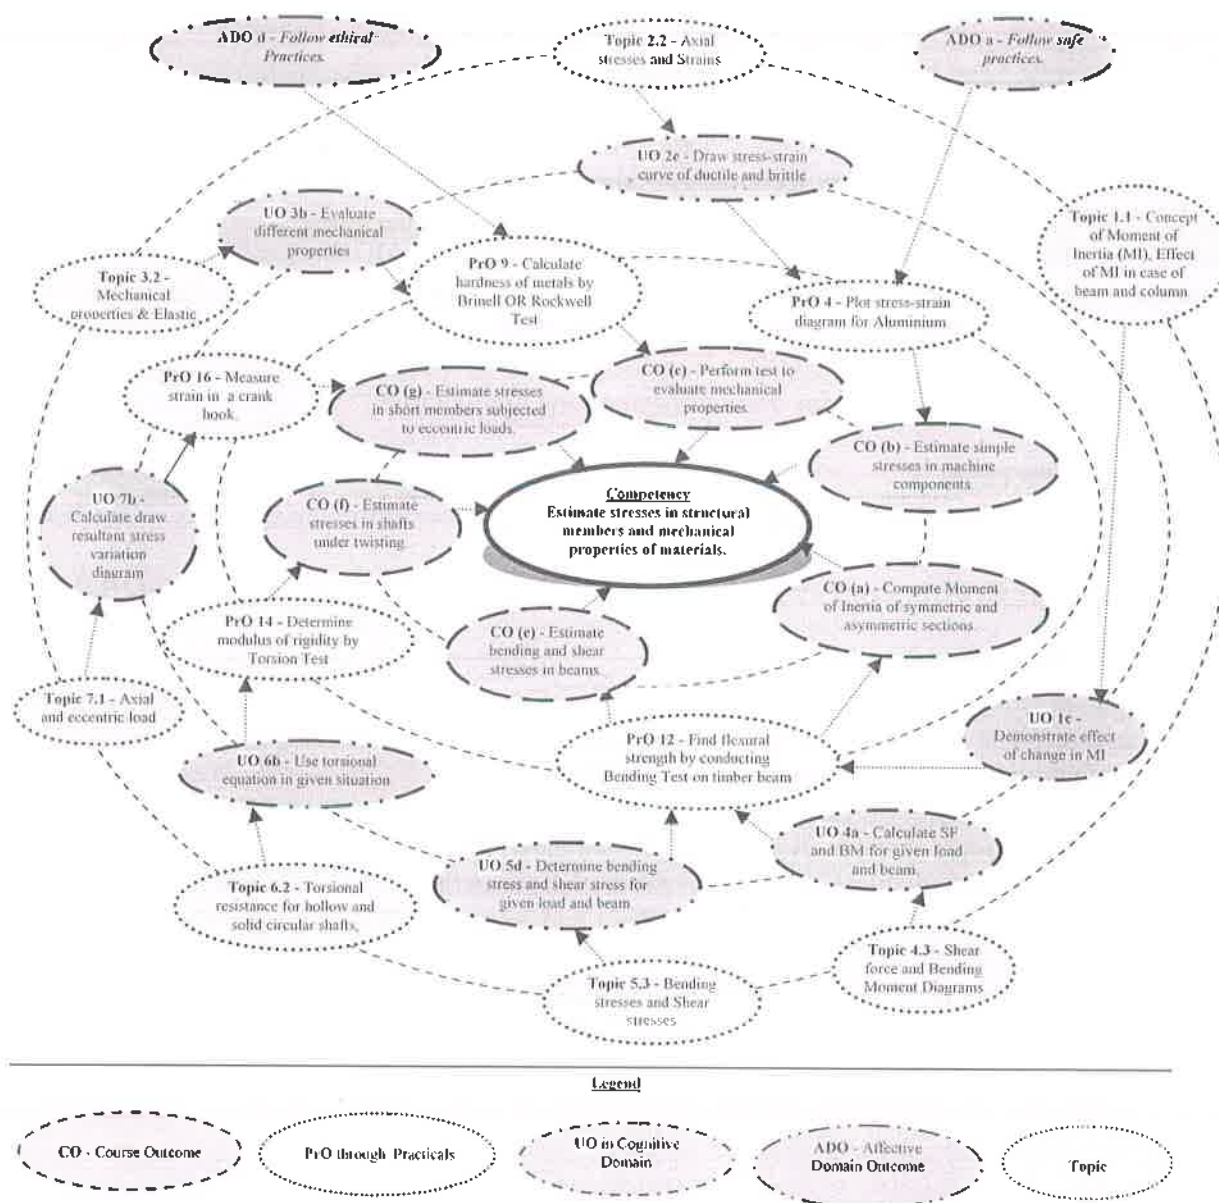 ADO d - Follow ethical
Practices.
Topic 2.2 - Axial
stresses and Strains
ADO a - Follow safe
practices.
UO 2e - Draw stress-strain
curve of ductile and brittle
UO 3b - Evaluate
different mechanical
properties
Topic 1.1 - Concept
of Moment of
Inertia (MI), Effect
of MI in case of
beam and column
Topic 3.2 -
Mechanical
properties & Elastic
PrO 9 - Calculate
hardness of metals by
Brinell OR Rockwell
Test
PrO 4 - Plot stress-strain
diagram for Aluminium
PrO 16 - Measure
strain in a crank
hook.
CO (g) - Estimate stresses
in short members subjected
to eccentric loads.
CO (c) - Perform test to
evaluate mechanical
properties.
CO (b) - Estimate simple
stresses in machine
components
UO 7b -
Calculate draw
resultant stress
variation
diagram
CO (f) - Estimate
stresses in shafts
under twisting.
Competency
Estimate stresses in structural
members and mechanical
properties of materials.
CO (a) - Compute Moment
of Inertia of symmetric and
asymmetric sections.
PrO 14 - Determine
modulus of rigidity by
Torsion Test
CO (e) - Estimate
bending and shear
stresses in beams.
Topic 7.1 - Axial
and eccentric load
UO 1c -
Demonstrate effect
of change in MI
UO 6b - Use torsional
equation in given situation
PrO 12 - Find flexural
strength by conducting
Bending Test on timber beam
UO 4a - Calculate SF
and BM for given load
and beam.
UO 5d - Determine bending
stress and shear stress for
given load and beam
Topic 6.2 - Torsional
resistance for hollow and
solid circular shafts.
Topic 4.3 - Shear
force and Bending
Moment Diagrams
Topic 5.3 - Bending
stresses and Shear
stresses
Legend
CO - Course Outcome
PrO through Practicals
UO in Cognitive
Domain
ADO - Affective
Domain Outcome
Topic